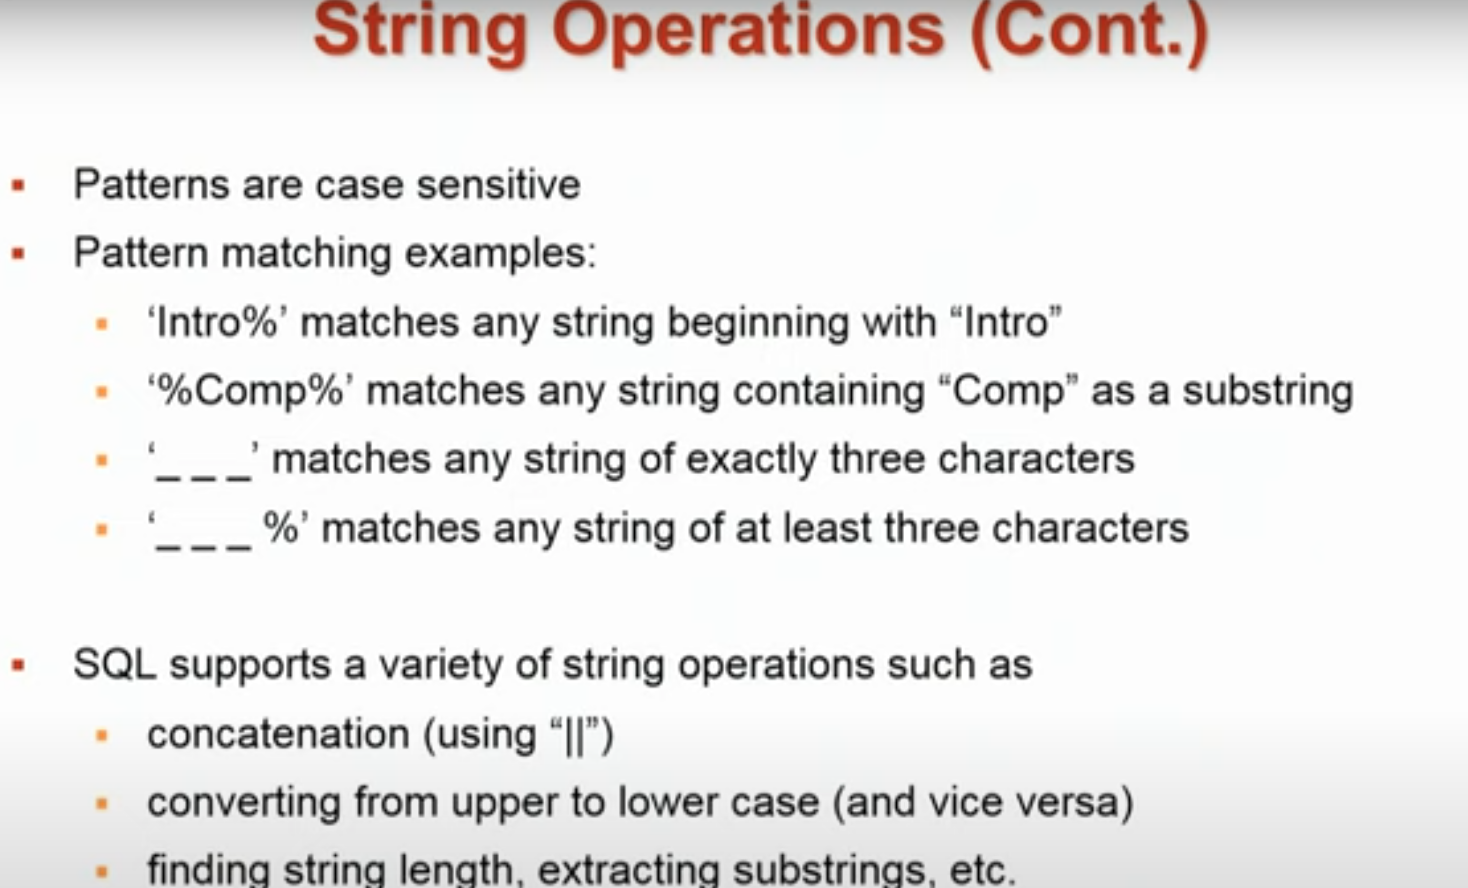 String Operations (Cont.)
▪ Patterns are case sensitive
▪ Pattern matching examples:
▪ ‘Intro%’ matches any string beginning with “Intro”
▪ ‘%Comp%’ matches any string containing “Comp” as a substring
▪ ‘_ _ _’ matches any string of exactly three characters
▪ ‘_ _ _ %’ matches any string of at least three characters
▪ SQL supports a variety of string operations such as
▪ concatenation (using “||”)
▪ converting from upper to lower case (and vice versa)
▪ finding string length, extracting substrings, etc.